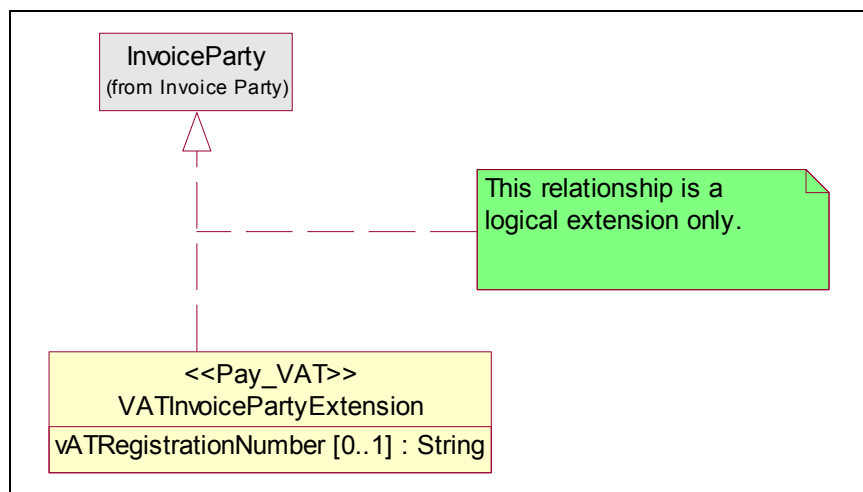 InvoiceParty
(from Invoice Party)
This relationship is a
logical extension only.
<<Pay_VAT>>
VATInvoicePartyExtension
vATRegistrationNumber [0..1] : String